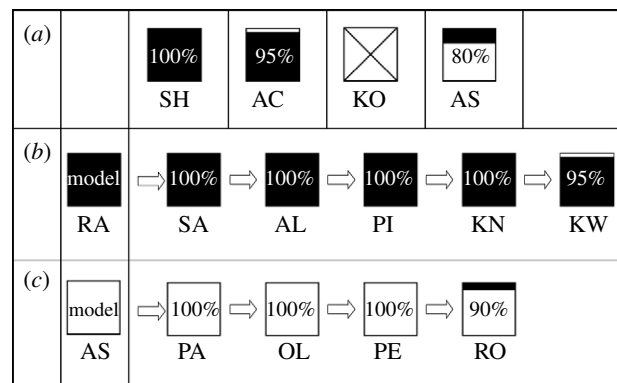 (a)
100% 95% 80%
SH AC KO AS
(b)
model 100% 100% 100% 100% 95%
RA SA AL PI KN KW
(c)
model 100% 100% 100% 90%
AS PA OL PE RO